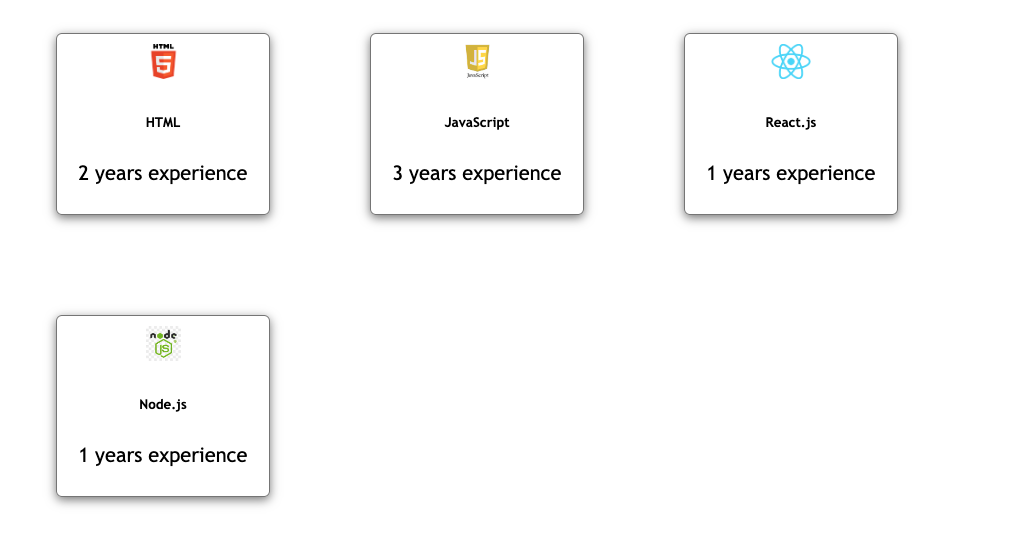 HTML
5
HTML
2 years experience
JS
JavaScript
JavaScript
3 years experience
React.js
1 years experience
node
JS
Node.js
1 years experience